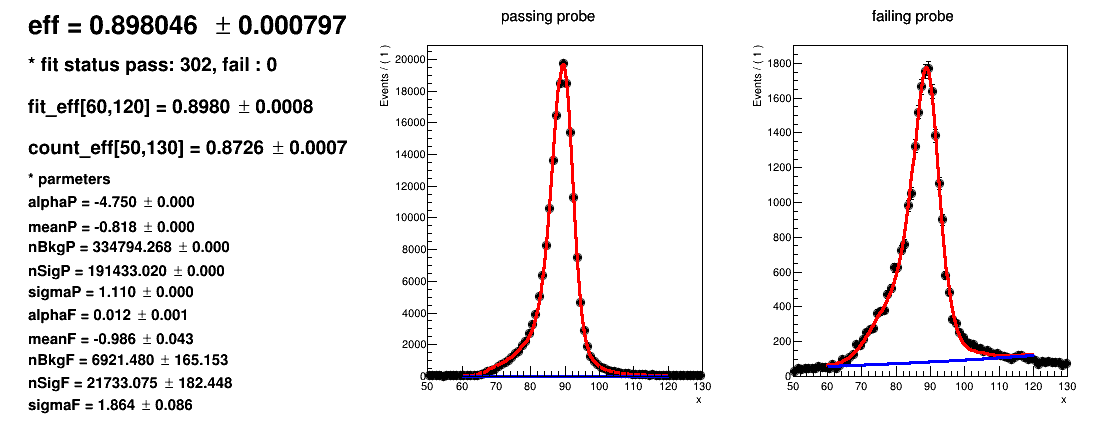 eff = 0.898046 ± 0.000797
* fit status pass: 302, fail : 0
fit_eff[60,120] = 0.8980 ± 0.0008
count_eff[50,130] = 0.8726 ± 0.0007
* parmeters
alphaP = -4.750 ± 0.000
meanP = -0.818 ± 0.000
nBkgP = 334794.268 ± 0.000
nSigP = 191433.020 ± 0.000
sigmaP = 1.110 ± 0.000
alphaF = 0.012 ± 0.001
meanF = -0.986 ± 0.043
nBkgF = 6921.480 ± 165.153
nSigF = 21733.075 ± 182.448
sigmaF = 1.864 ± 0.086
passing probe
Events / ( 1 )
20000
18000
16000
14000
12000
10000
8000
6000
4000
2000
0
50 60 70 80 90 100 110 120 130
x
failing probe
Events / ( 1 )
1800
1600
1400
1200
1000
800
600
400
200
0
50 60 70 80 90 100 110 120 130
x